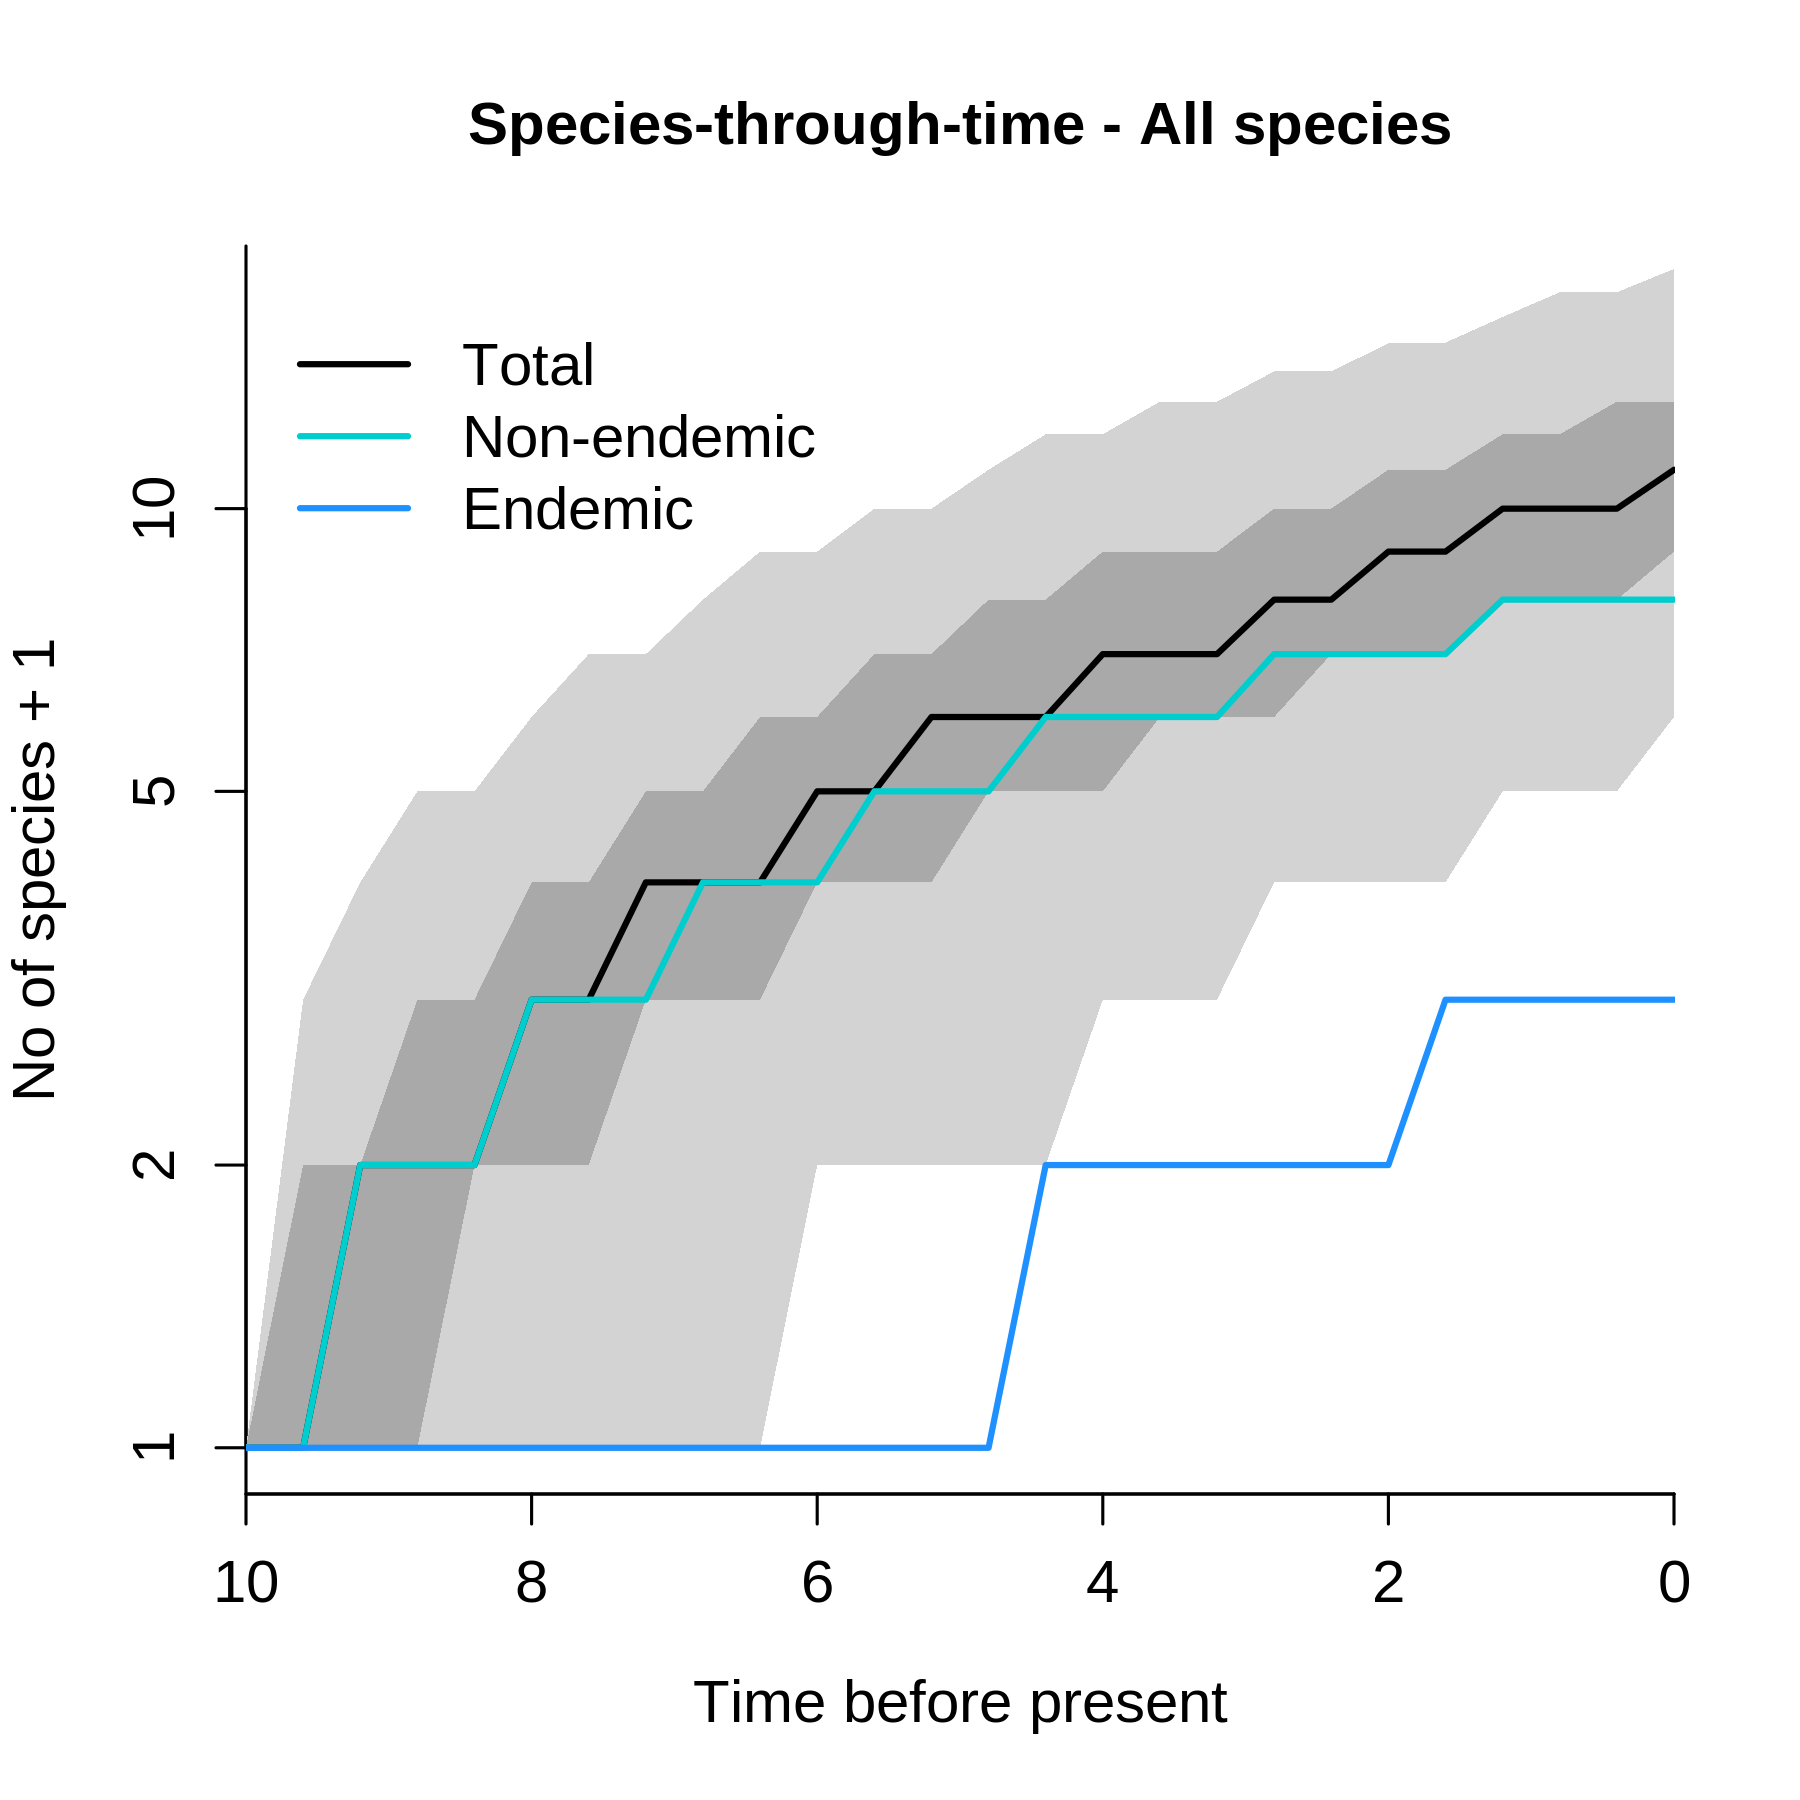 Species-through-time - All species
Total
Non-endemic
Endemic
No of species + 1
10
5
2
1
10 8 6 4 2 0
Time before present